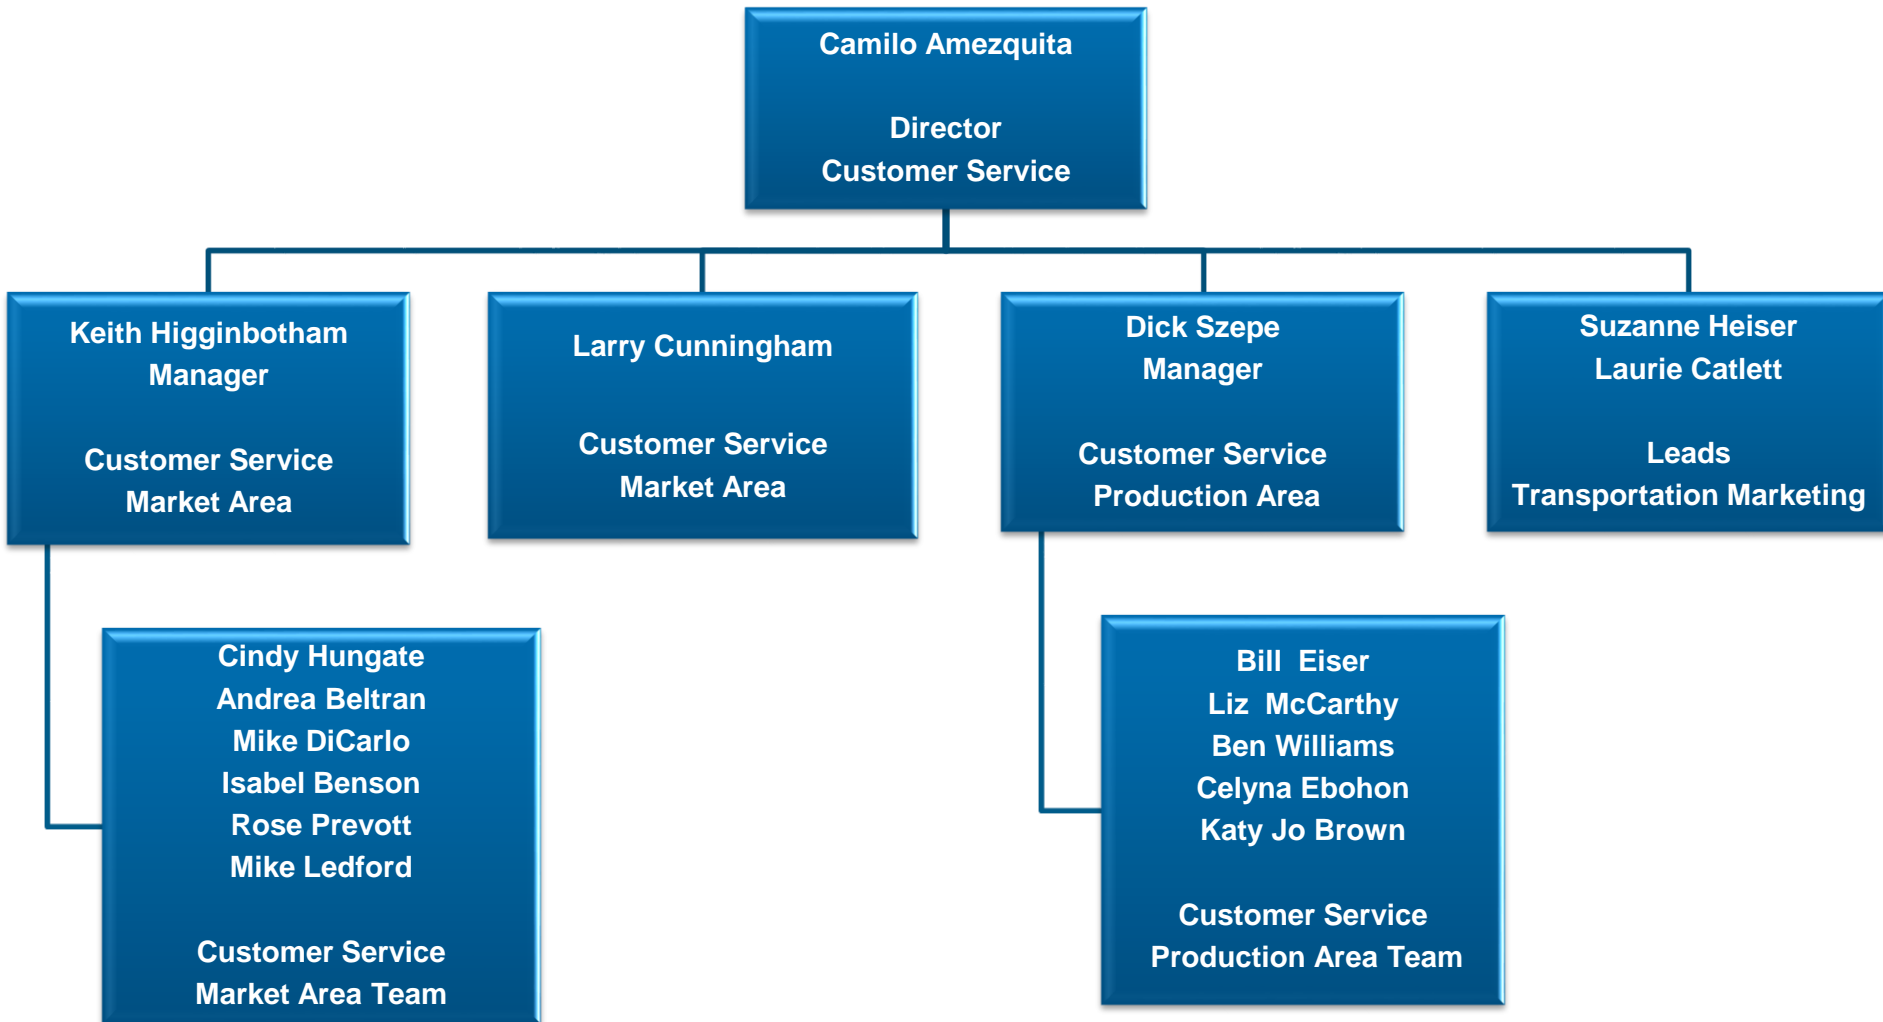 Camilo Amezquita
Director
Customer Service
Keith Higginbotham
Manager
Customer Service
Market Area
Larry Cunningham
Customer Service
Market Area
Dick Szepe
Manager
Customer Service
Production Area
Suzanne Heiser
Laurie Catlett
Leads
Transportation Marketing
Cindy Hungate
Andrea Beltran
Mike DiCarlo
Isabel Benson
Rose Prevott
Mike Ledford
Customer Service
Market Area Team
Bill  Eiser
Liz  McCarthy
Ben Williams
Celyna Ebohon
Katy Jo Brown
Customer Service
Production Area Team